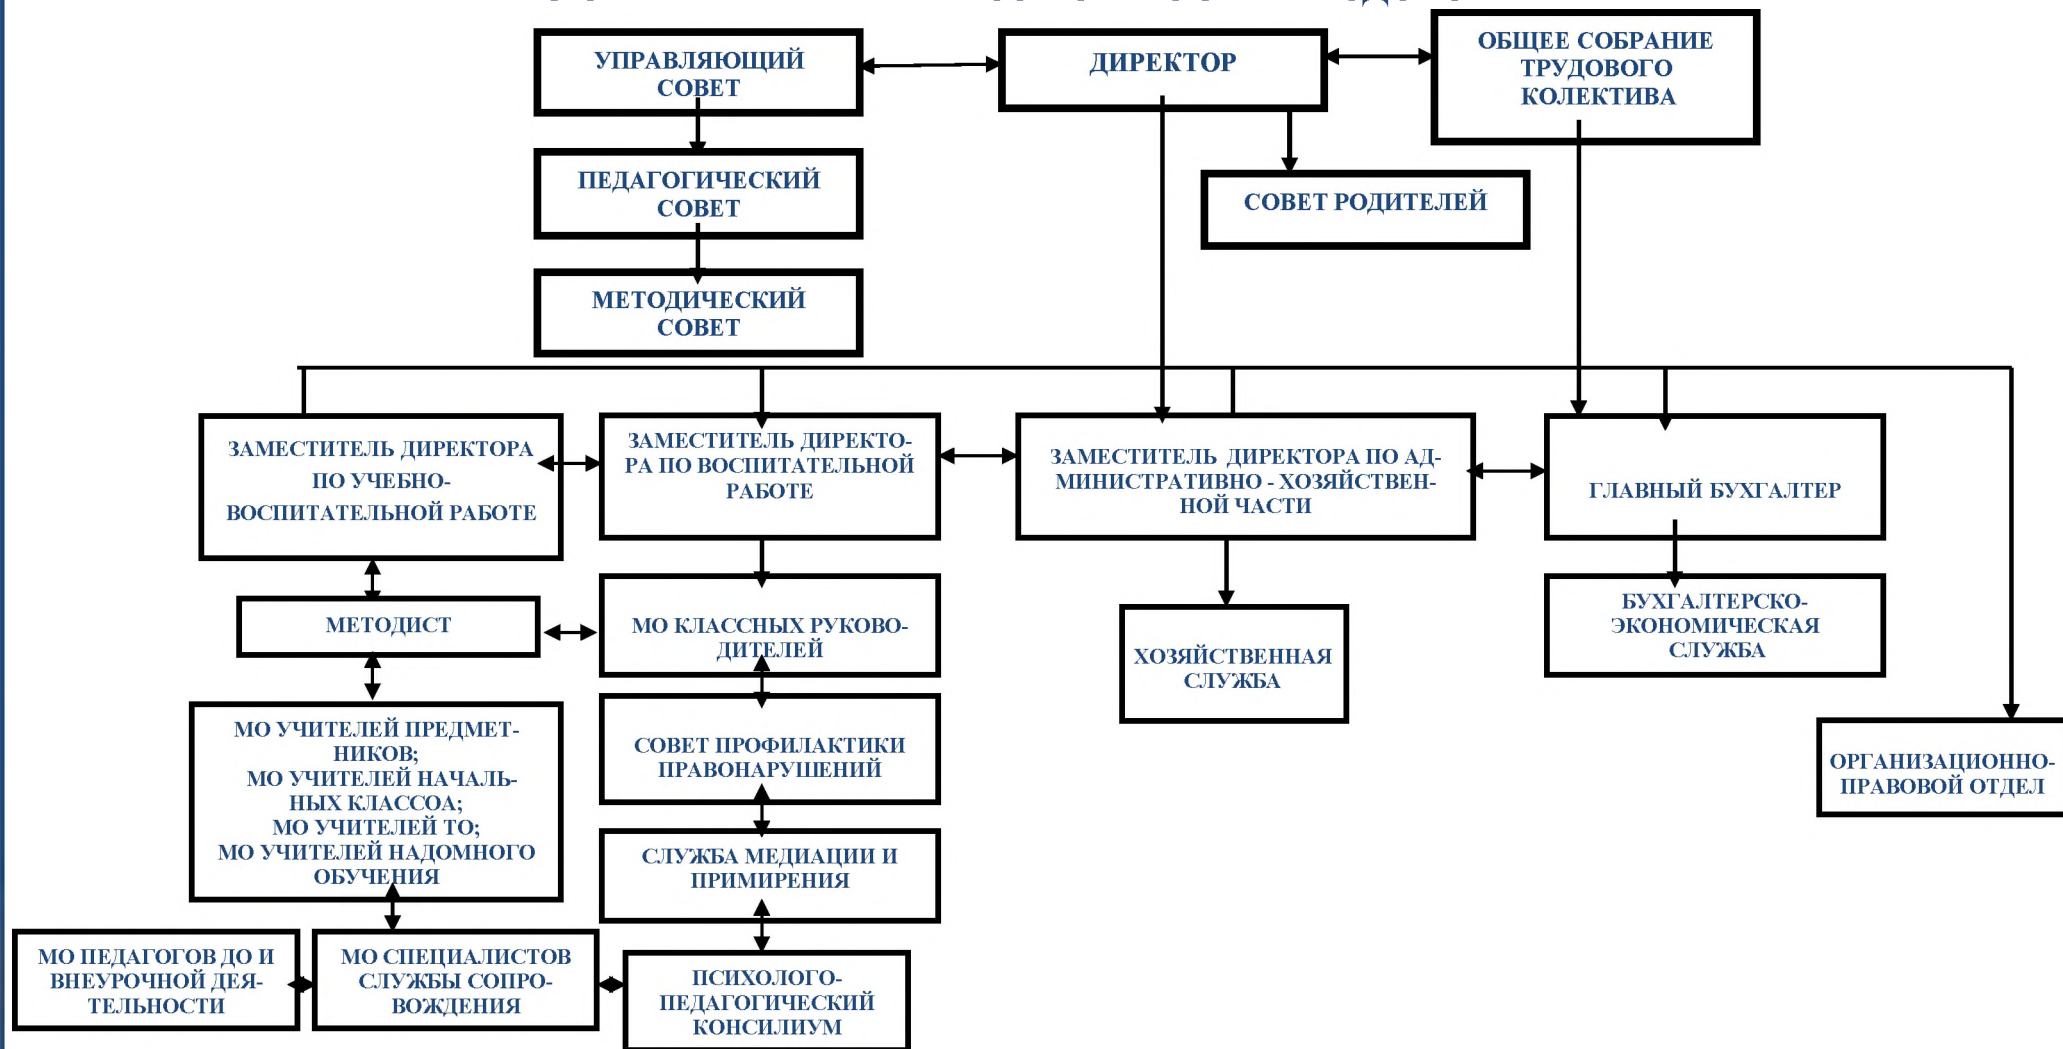 УПРАВЛЯЮЩИЙ
СОВЕТ
ДИРЕКТОР
ОБЩЕЕ СОБРАНИЕ
ТРУДОВОГО
КОЛЕКТИВА
ПЕДАГОГИЧЕСКИЙ
СОВЕТ
СОВЕТ РОДИТЕЛЕЙ
МЕТОДИЧЕСКИЙ
СОВЕТ
ЗАМЕСТИТЕЛЬ ДИРЕКТОРА
ПО УЧЕБНО-
ВОСПИТАТЕЛЬНОЙ РАБОТЕ
ЗАМЕСТИТЕЛЬ ДИРЕКТО-
РА ПО ВОСПИТАТЕЛЬНОЙ
РАБОТЕ
ЗАМЕСТИТЕЛЬ ДИРЕКТОРА ПО АД-
МИНИСТРАТИВНО - ХОЗЯЙСТВЕН-
НОЙ ЧАСТИ
ГЛАВНЫЙ БУХГАЛТЕР
МЕТОДИСТ
МО КЛАССНЫХ РУКОВО-
ДИТЕЛЕЙ
ХОЗЯЙСТВЕННАЯ
СЛУЖБА
БУХГАЛТЕРСКО-
ЭКОНОМИЧЕСКАЯ
СЛУЖБА
МО УЧИТЕЛЕЙ ПРЕДМЕТ-
НИКОВ;
МО УЧИТЕЛЕЙ НАЧАЛЬ-
НЫХ КЛАССОА;
МО УЧИТЕЛЕЙ ТО;
МО УЧИТЕЛЕЙ НАДОМНОГО
ОБУЧЕНИЯ
СОВЕТ ПРОФИЛАКТИКИ
ПРАВОНАРУШЕНИЙ
ОРГАНИЗАЦИОННО-
ПРАВОВОЙ ОТДЕЛ
СЛУЖБА МЕДИАЦИИ И
ПРИМИРЕНИЯ
МО ПЕДАГОГОВ ДО И
ВНЕУРОЧНОЙ ДЕЯ-
ТЕЛЬНОСТИ
МО СПЕЦИАЛИСТОВ
СЛУЖБЫ СОПРО-
ВОЖДЕНИЯ
ПСИХОЛОГО-
ПЕДАГОГИЧЕСКИЙ
КОНСИЛИУМ